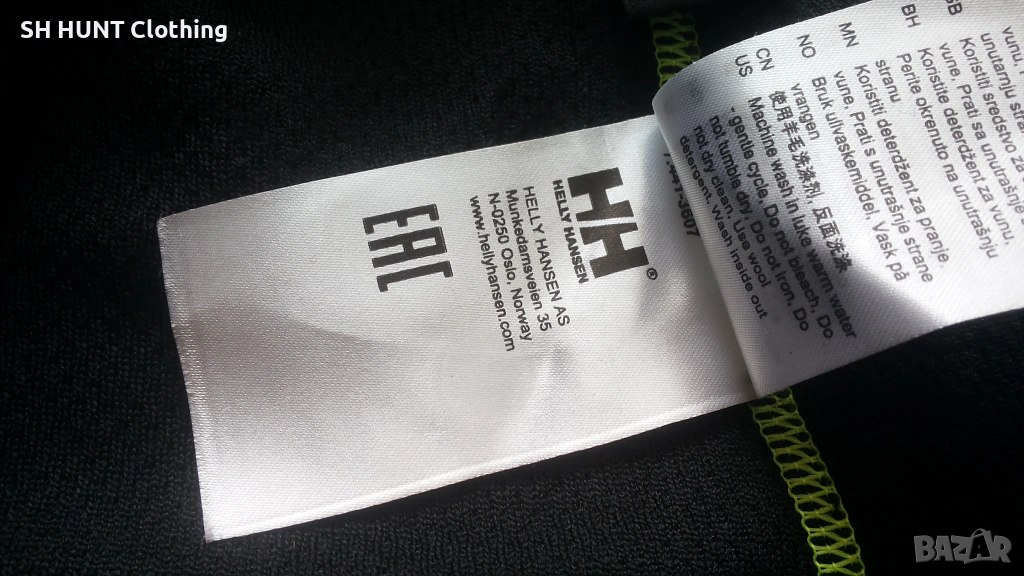 SH HUNT Clothing
HH®
HELLY HANSEN
HELLY HANSEN AS
Munkedamsveien 35
N-0250 Oslo, Norway
www.hellyhansen.com
EAC
vunu.
unutarnju
Koristiti sredstvo za
vune. Prati sa unutrašnje
BH Koristite deterdžent za vunu,
Perite okrenuto na unutrašnju
stranu
MN Koristiti deterdžent za pranje
vune, Prati s unutrašnje strane
NO Bruk ullvaskemiddel, Vask på
vrangen
CN 使用羊毛洗涤剂, 反面洗涤
US Machine wash in luke warm water
- gentle cycle, Do not bleach, Do
not tumble dry, Do not iron, Do
not dry clean, Use wool
detergent, Wash inside out
BAZAR